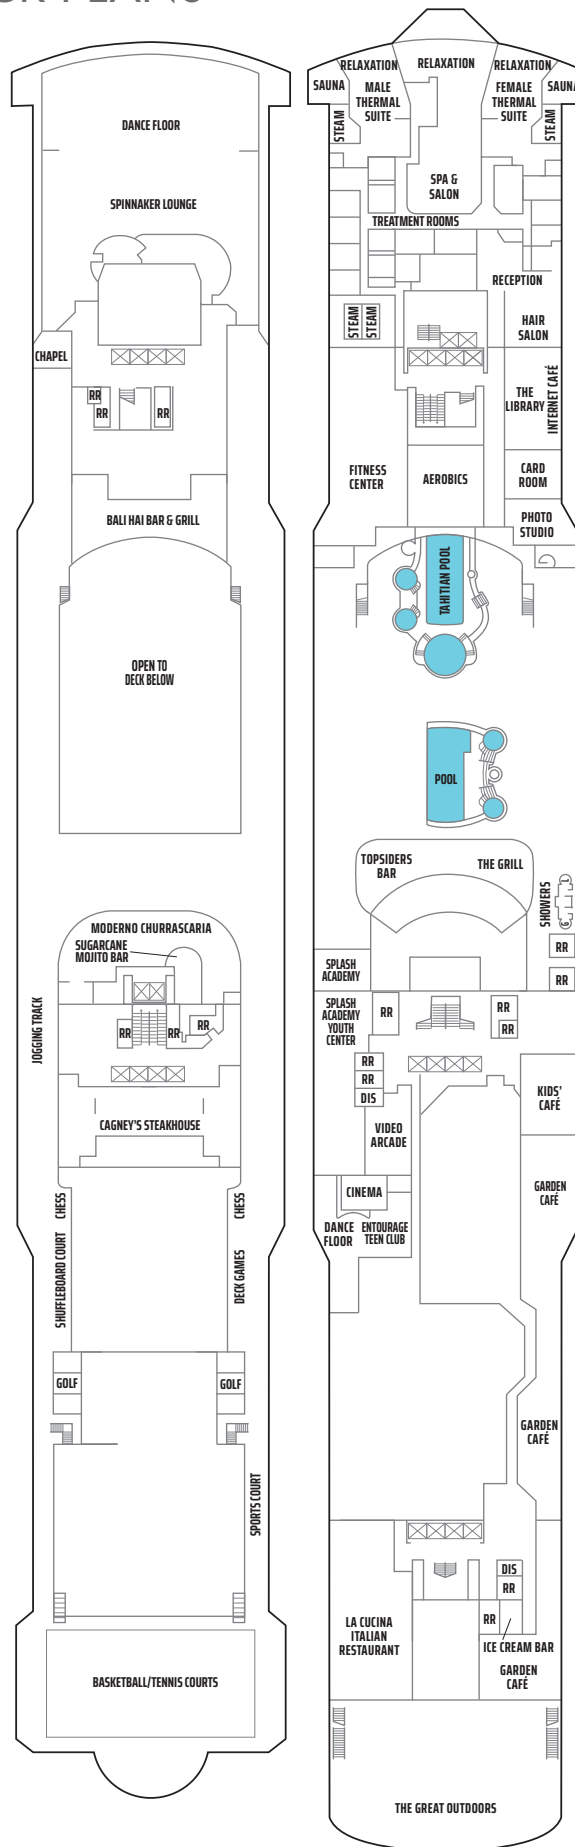 DANCE FLOOR
SPINNAKER LOUNGE
CHAPEL
RR
RR
RR
BALI HAI BAR & GRILL
OPEN TO
DECK BELOW
MODERNO CHURRASCARIA
SUGARCANE
MOJITO BAR
JOGGING TRACK
RR
RR
RR
CAGNEY'S STEAKHOUSE
CHESS
CHESS
SHUFFLEBOARD COURT
DECK GAMES
GOLF
GOLF
SPORTS COURT
BASKETBALL/TENNIS COURTS
RELAXATION
RELAXATION
RELAXATION
SAUNA
MALE
THERMAL
SUITE
FEMALE
THERMAL
SUITE
SAUNA
STEAM
STEAM
SPA &
SALON
TREATMENT ROOMS
RECEPTION
STEAM
STEAM
HAIR
SALON
THE
LIBRARY
INTERNET CAFÉ
FITNESS
CENTER
AEROBICS
CARD
ROOM
PHOTO
STUDIO
TAHITIAN POOL
POOL
TOPSIDERS
BAR
THE GRILL
SHOWERS
RR
RR
SPLASH
ACADEMY
SPLASH
ACADEMY
YOUTH
CENTER
RR
RR
RR
RR
RR
DIS
KIDS'
CAFÉ
VIDEO
ARCADE
CINEMA
GARDEN
CAFÉ
DANCE
FLOOR
ENTOURAGE
TEEN CLUB
GARDEN
CAFÉ
DIS
RR
RR
LA CUCINA
ITALIAN
RESTAURANT
ICE CREAM BAR
GARDEN
CAFÉ
THE GREAT OUTDOORS